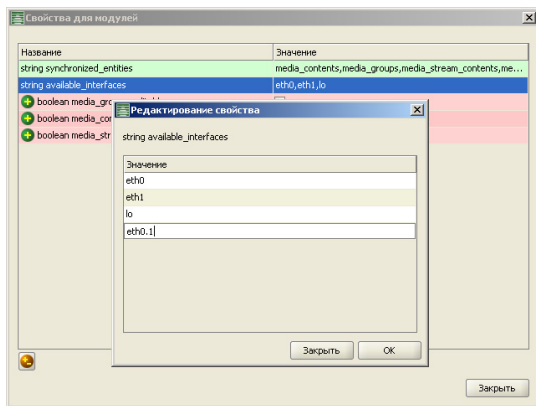 Свойства для модулей
Название Значение
string synchronized_entities media_contents,media_groups,media_stream_contents,me...
string available_interfaces eth0,eth1,lo
boolean media_gro
boolean media_cor
boolean media_str
Редактирование свойства
string available_interfaces
Значение
eth0
eth1
lo
eth0.1
Закрыть OK
Закрыть